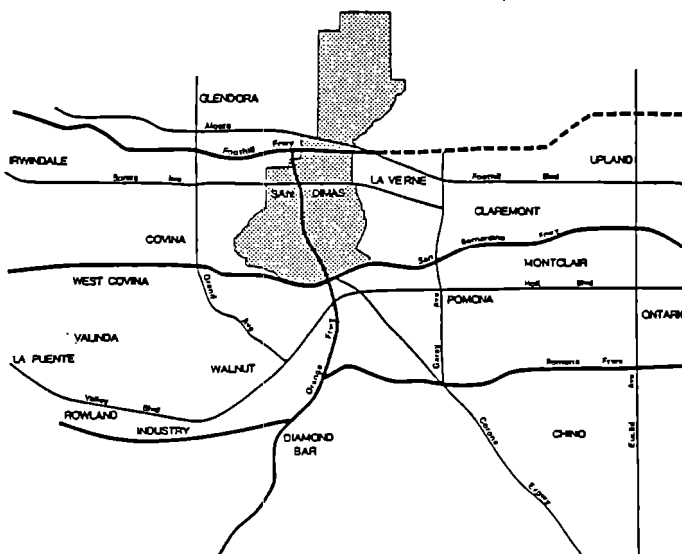 GLENDORA
Alosta
Foothill Frwy
IRWINDALE
UPLAND
LA VERNE
Foothill Blvd
SAN DIMAS
CLAREMONT
COVINA
San Bernardino Frwy
WEST COVINA
MONTCLAIR
Grand Ave
Holt Blvd
POMONA
ONTARIO
VALINDA
LA PUENTE
WALNUT
Orange Frwy
Garey Ave
Pomona Frwy
Valley Blvd
ROWLAND
INDUSTRY
DIAMOND
BAR
Corona Expwy
CHINO
Euclid Ave